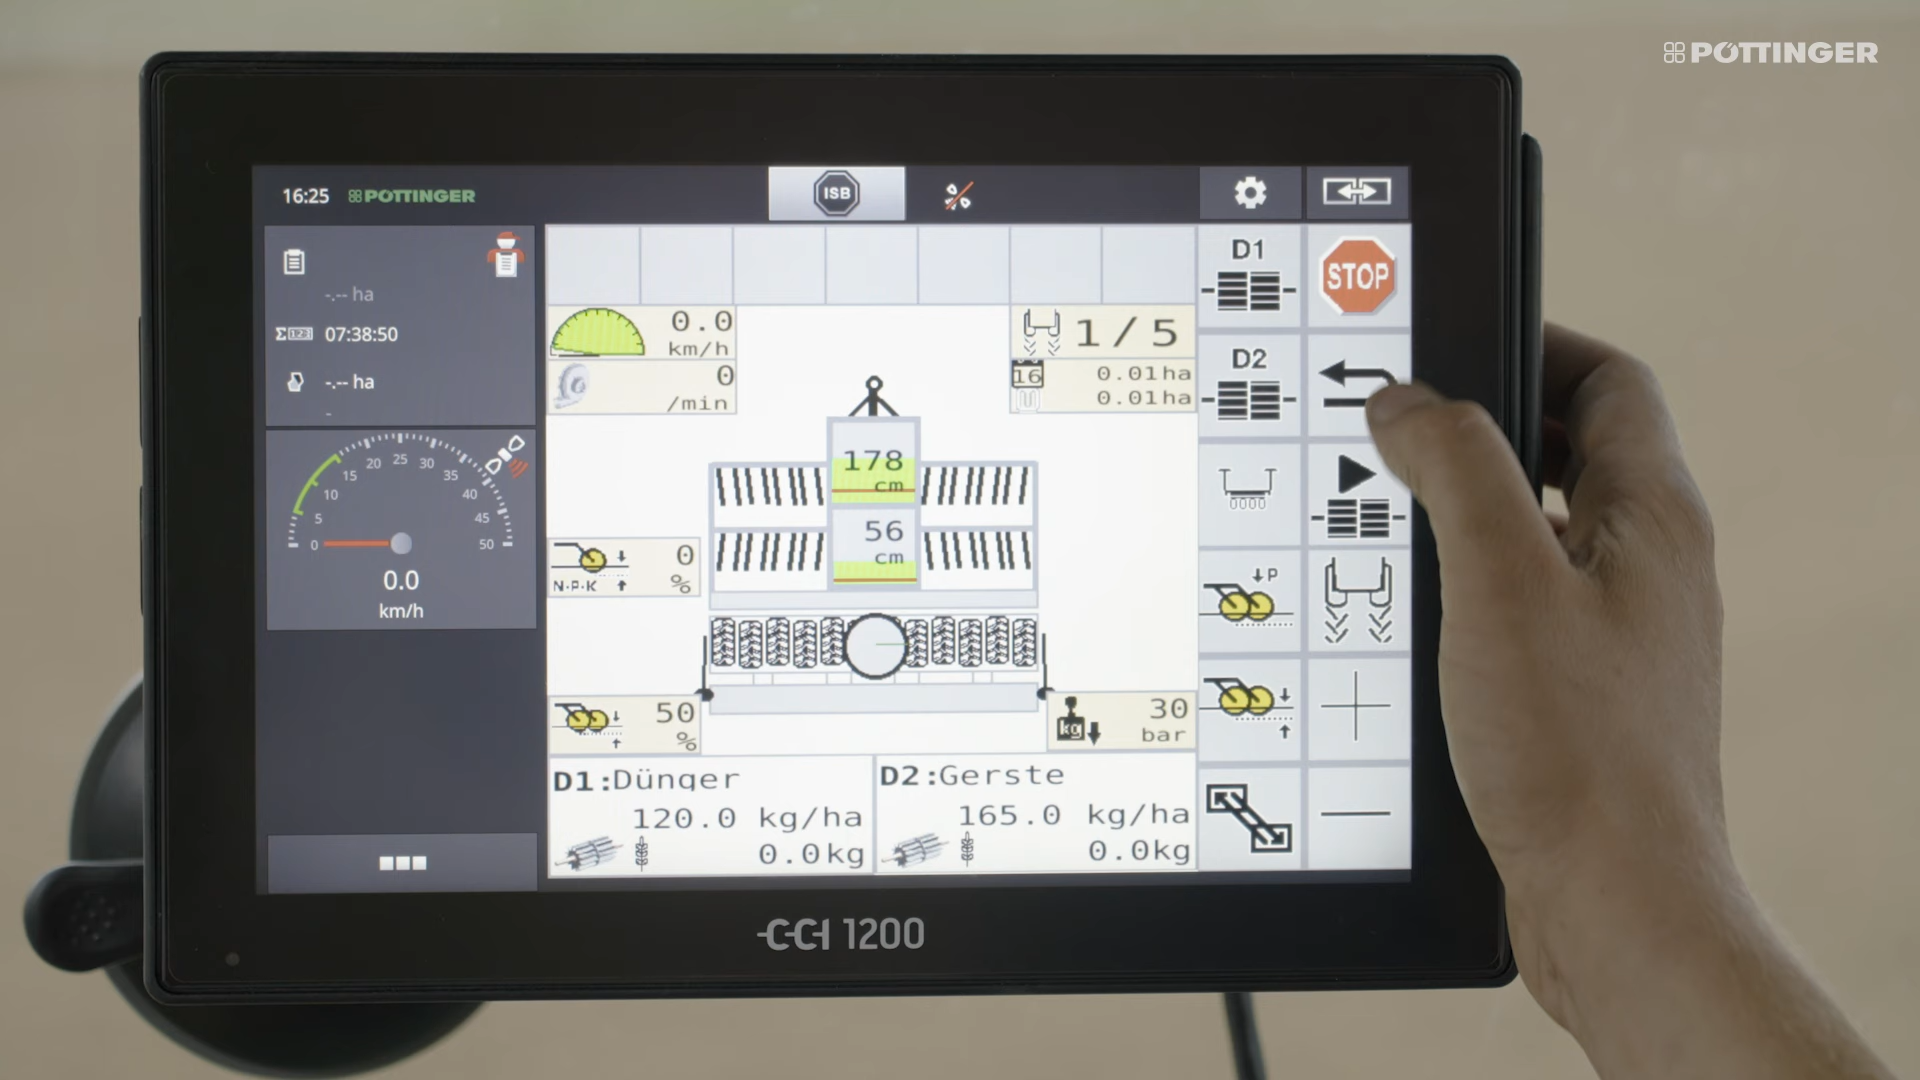 PÖTTINGER
16:25 PÖTTINGER
ISB
-.-- ha
Σ 123 07:38:50
-.-- ha
-
0 5 10 15 20 25 30 35 40 45 50
0.0
km/h
0.0
km/h
0
/min
1/5
16 0.01ha
0.01ha
178
cm
56
cm
N-P-K
0
%
50
%
kg
30
bar
D1:Dünger
120.0 kg/ha
0.0kg
D2:Gerste
165.0 kg/ha
0.0kg
D1
STOP
D2
P
CCI 1200